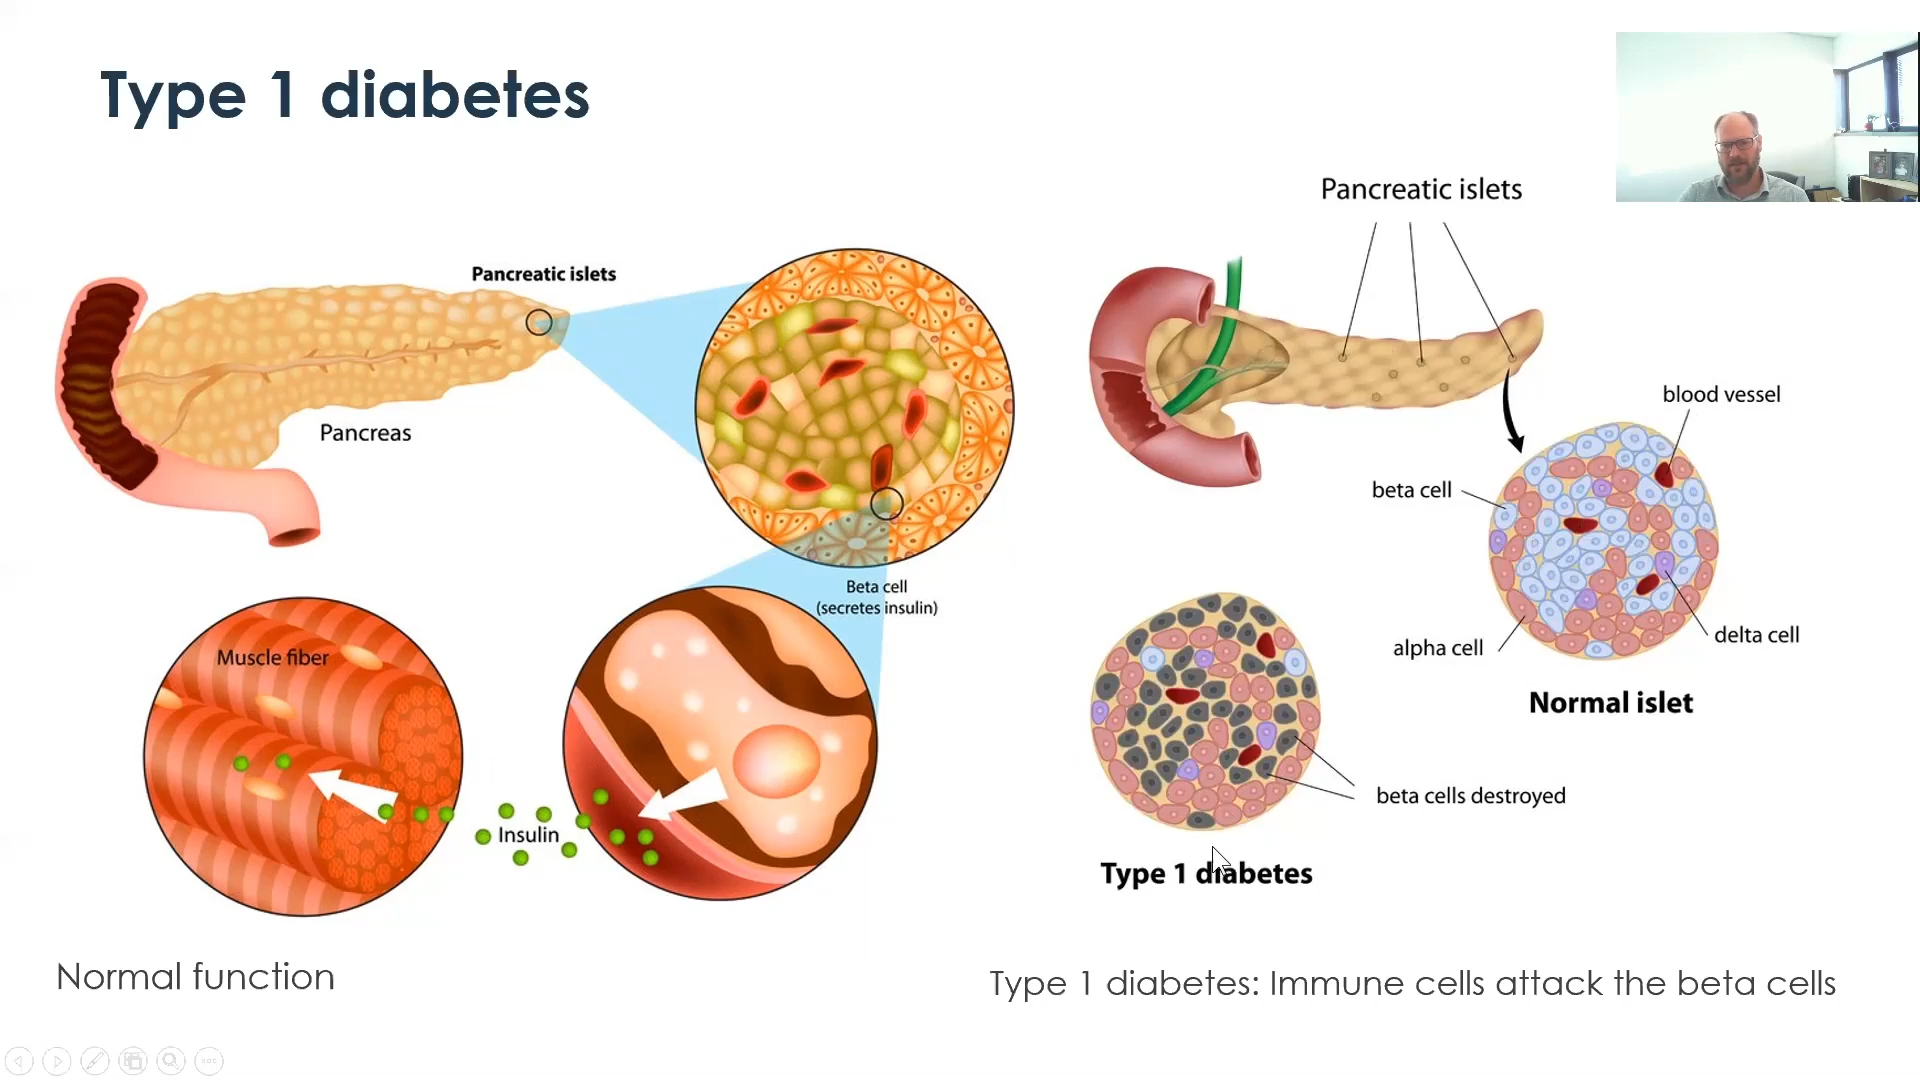 Type 1 diabetes
Pancreatic islets
Pancreas
Beta cell
(secretes insulin)
Muscle fiber
Insulin
Normal function
Pancreatic islets
blood vessel
beta cell
alpha cell
delta cell
Normal islet
beta cells destroyed
Type 1 diabetes
Type 1 diabetes: Immune cells attack the beta cells